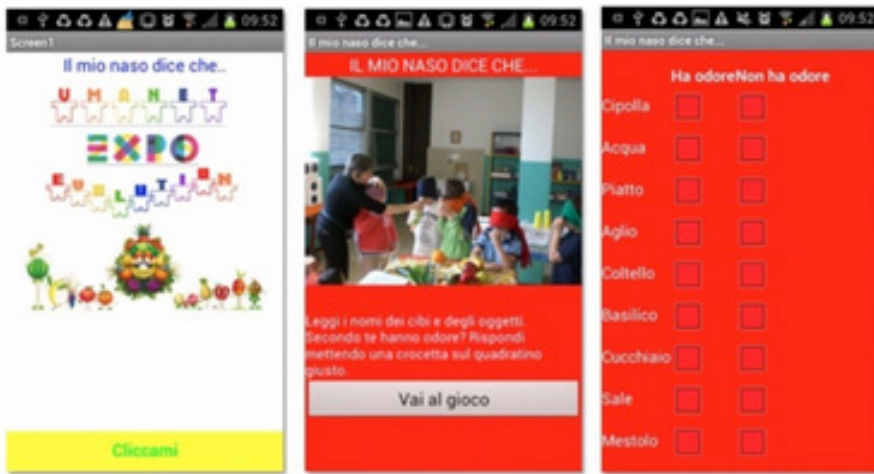 09:52
Screen1
Il mio naso dice che..
UMANET
EXPO
EUOLUTION
Cliccami
09:52
Il mio naso dice che...
IL MIO NASO DICE CHE...
Leggi i nomi dei cibi e degli oggetti.
Secondo te hanno odore? Rispondi
mettendo una crocetta sul quadratino
giusto.
Vai al gioco
09:52
Il mio naso dice che...
Ha odoreNon ha odore
Cipolla
Acqua
Piatto
Aglio
Coltello
Basilico
Cucchiaio
Sale
Mestolo